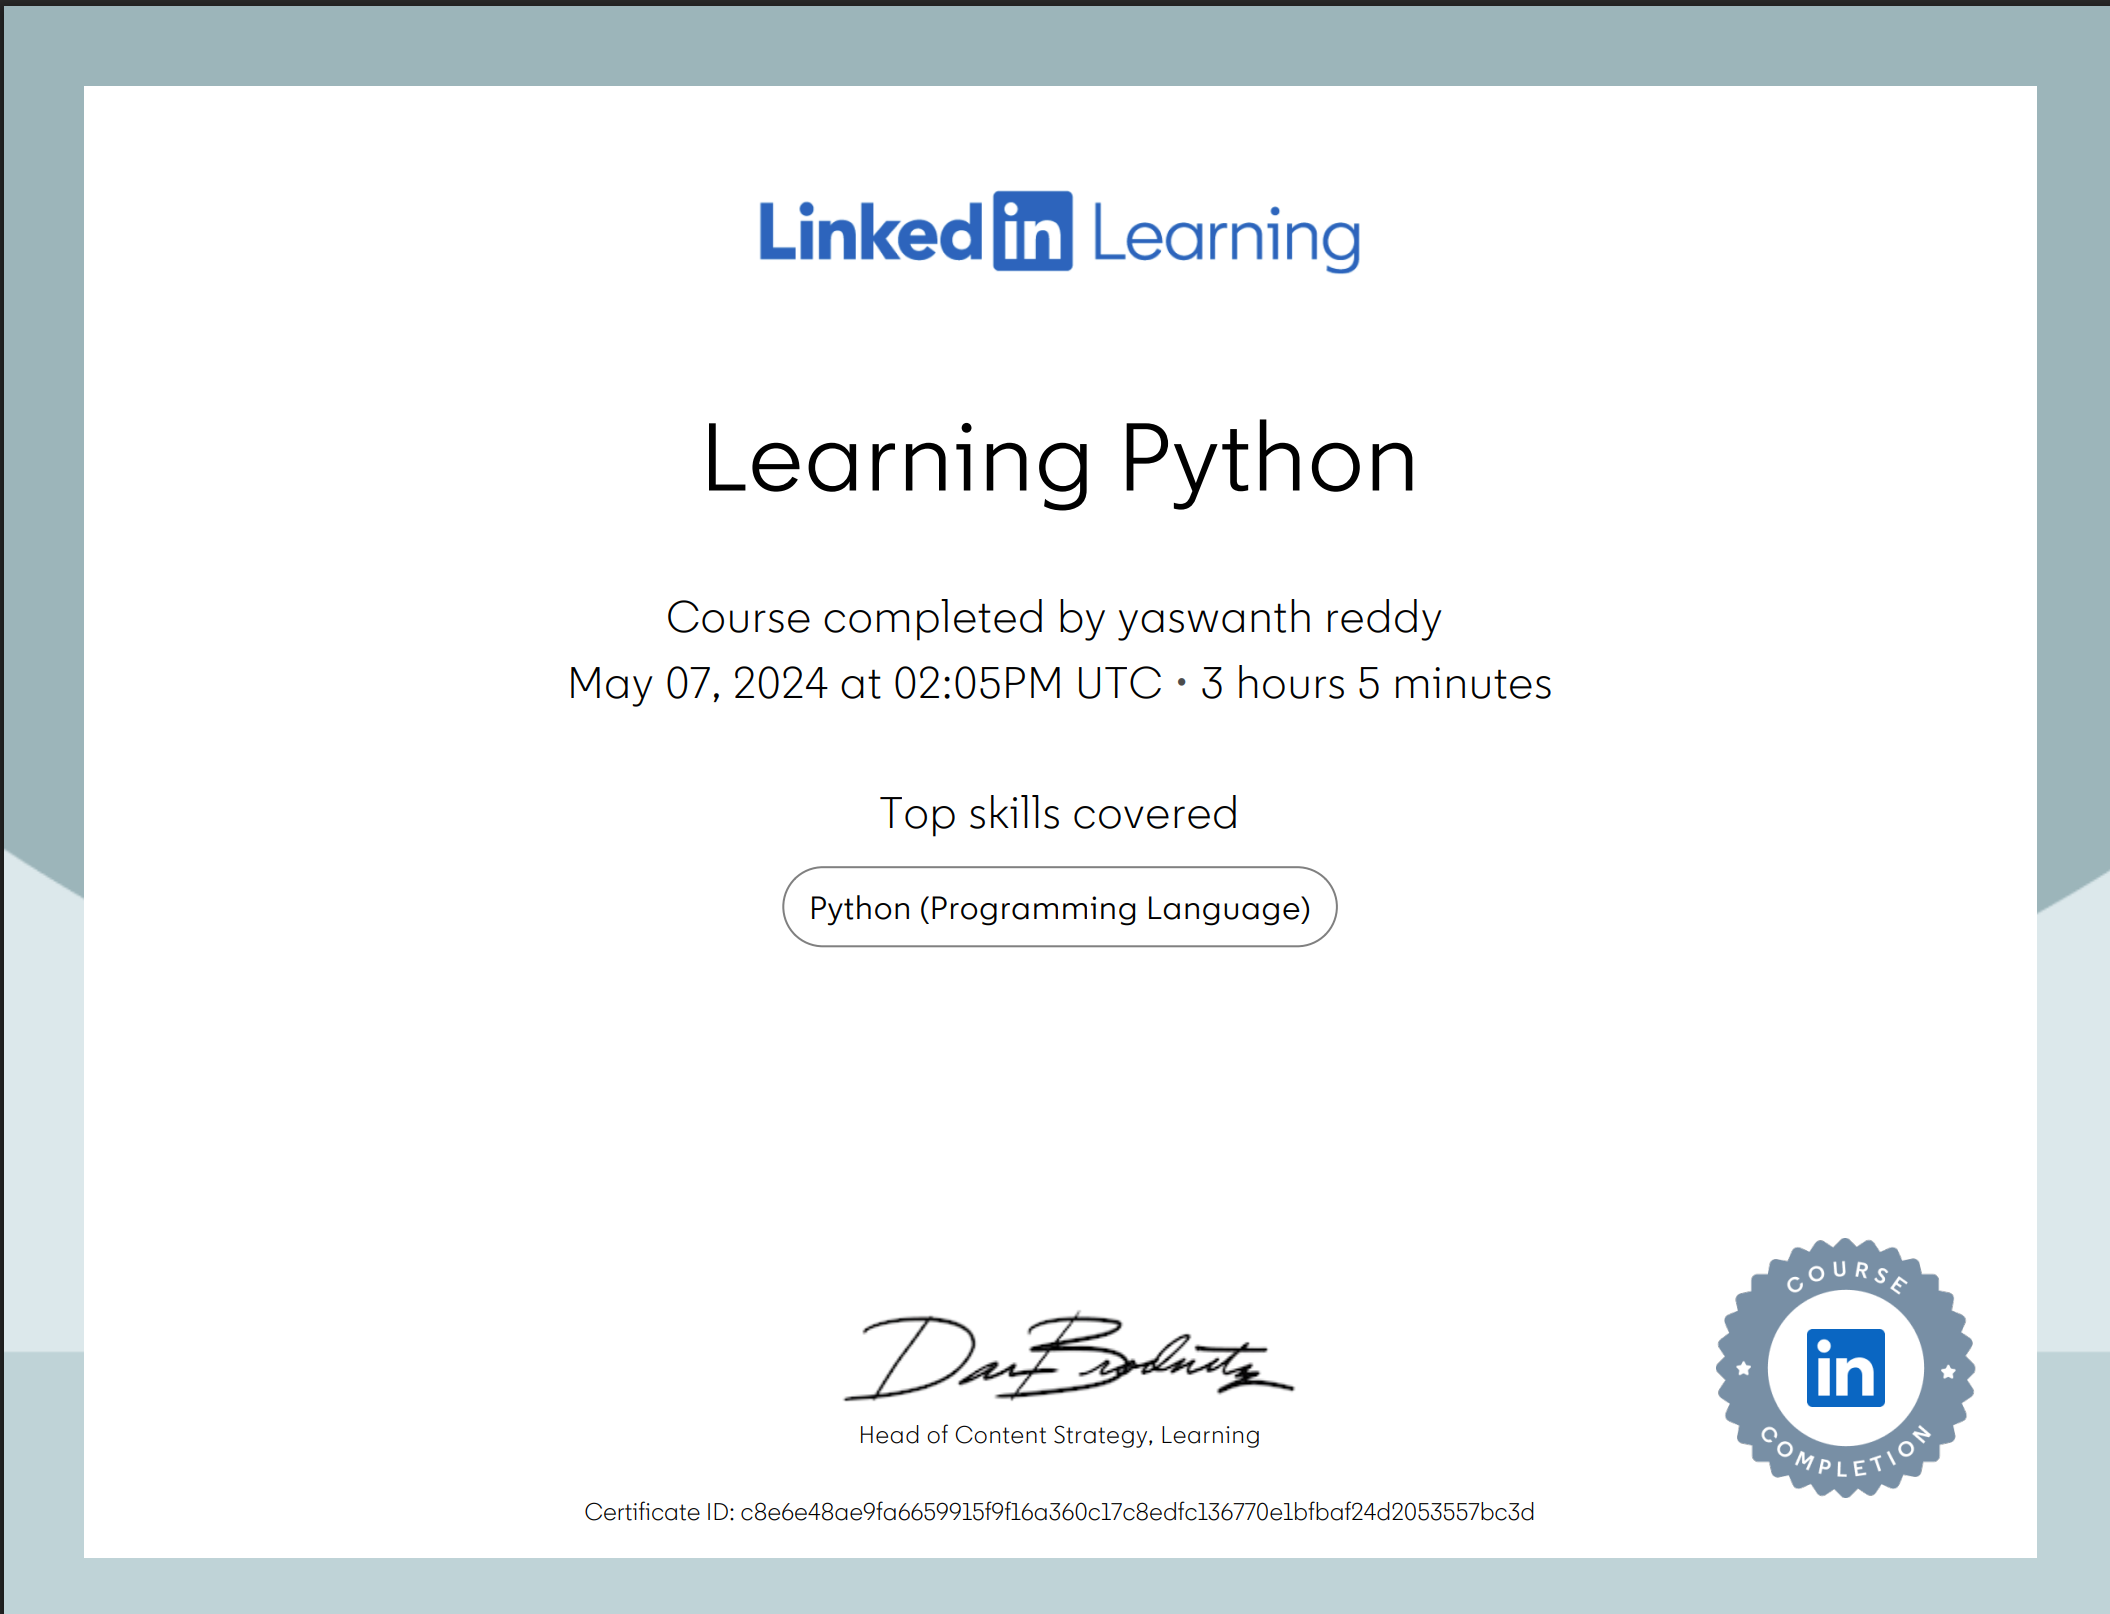 Linked in Learning
Learning Python
Course completed by yaswanth reddy
May 07, 2024 at 02:05PM UTC • 3 hours 5 minutes
Top skills covered
Python (Programming Language)
Dan Brodnitz
Head of Content Strategy, Learning
Certificate ID: c8e6e48ae9fa6659915f9f16a360c17c8edfc136770e1bfbaf24d2053557bc3d
COURSE
in
COMPLETION